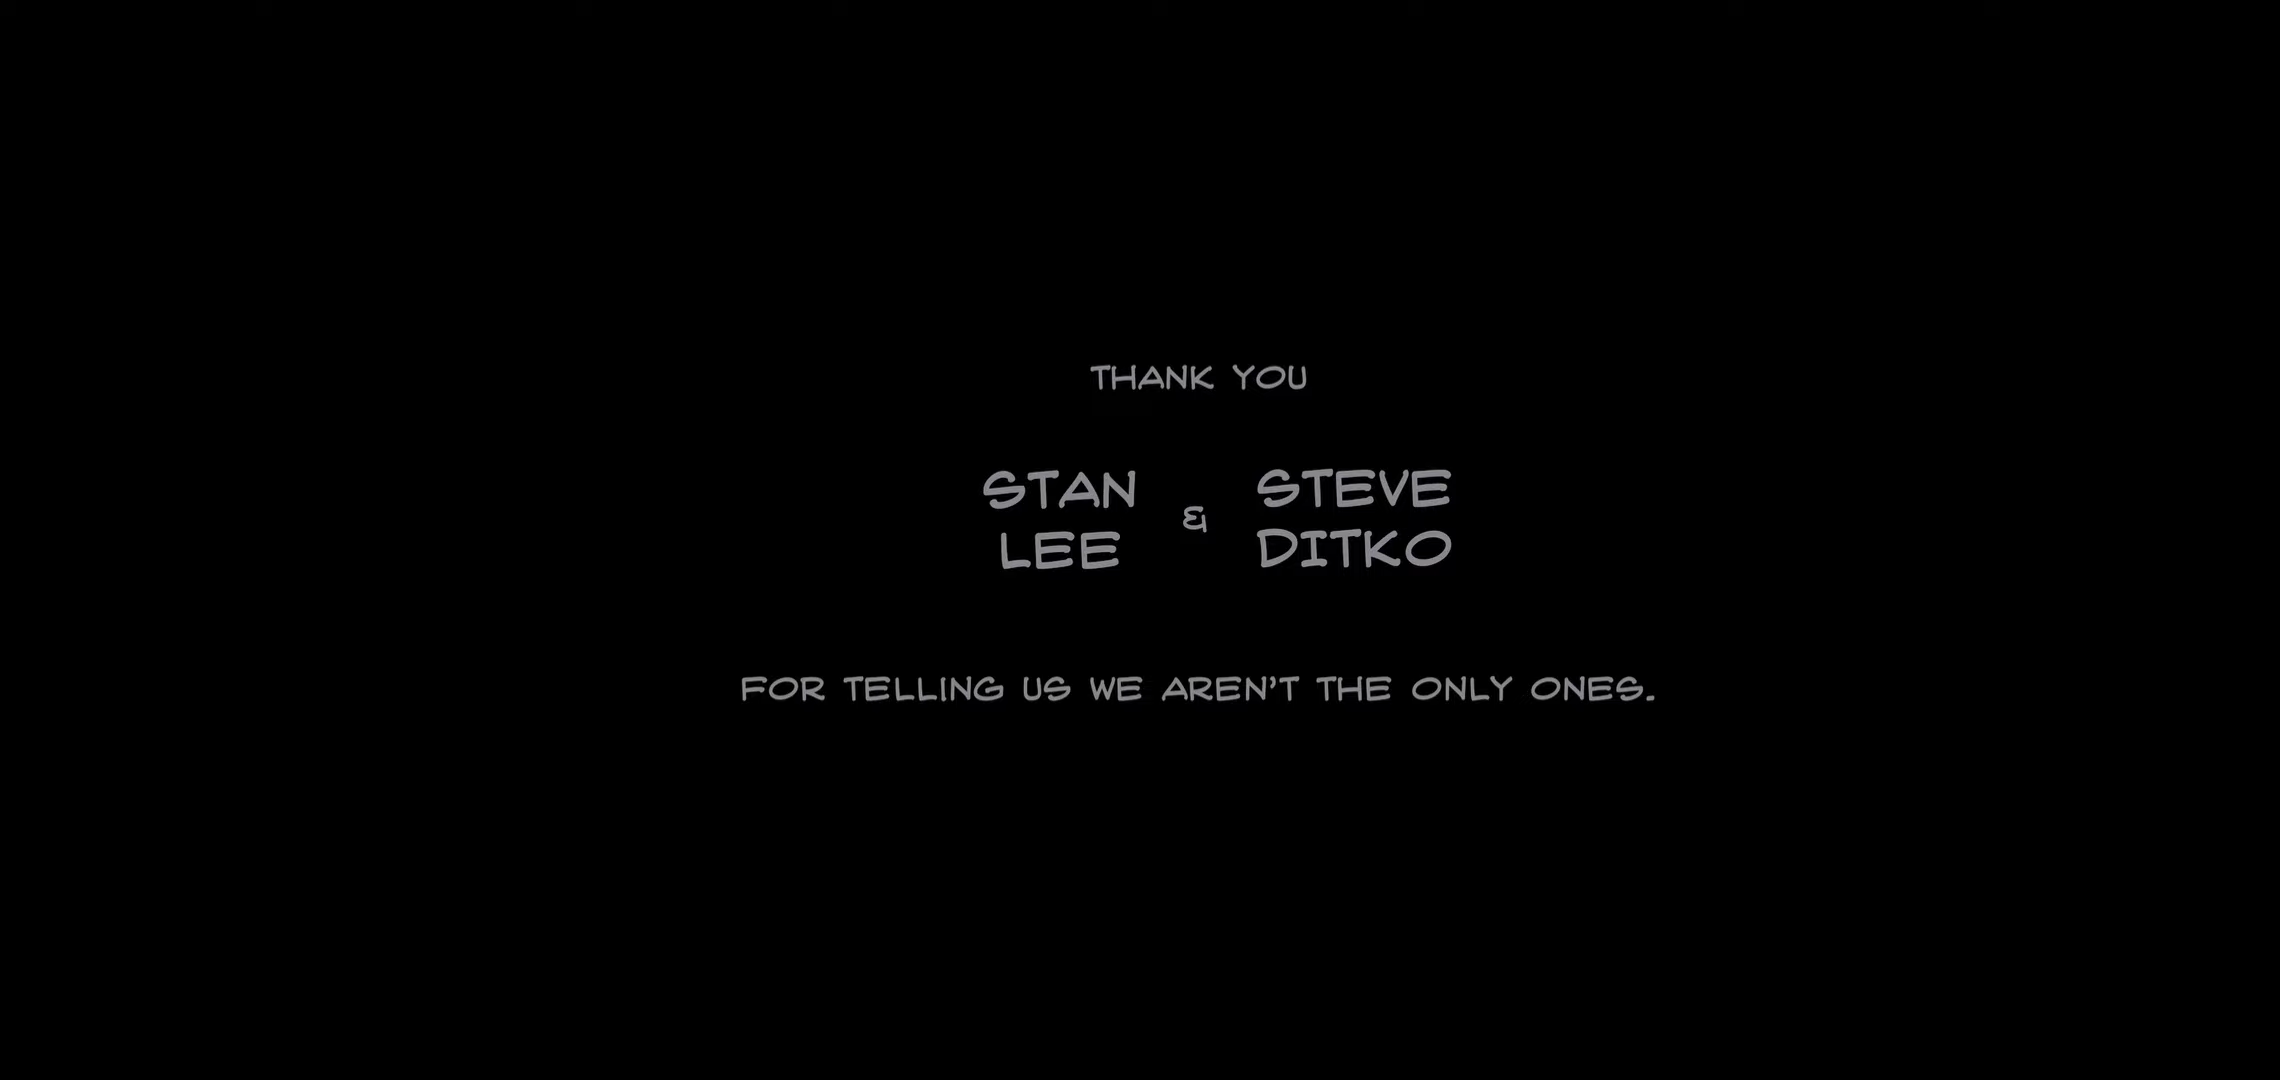 THANK YOU
STAN LEE & STEVE DITKO
FOR TELLING US WE AREN'T THE ONLY ONES.